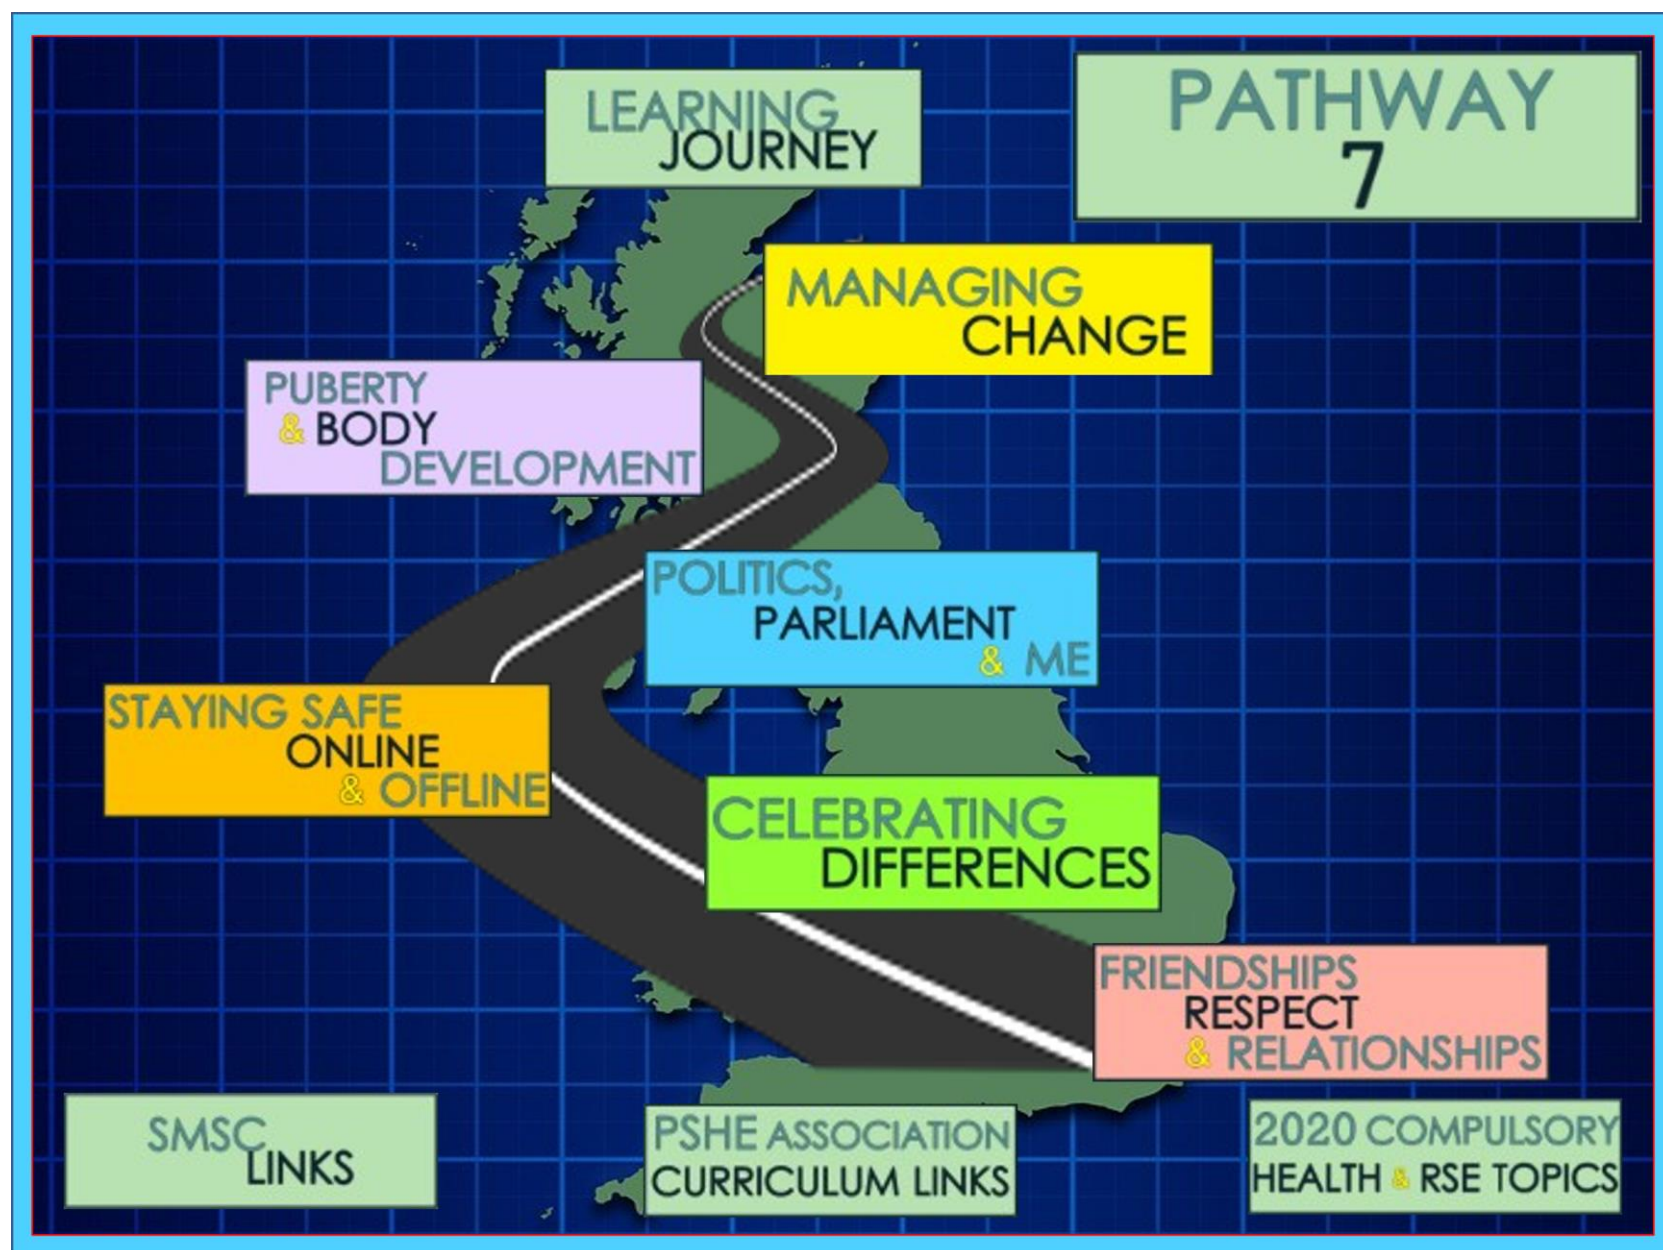 LEARNING
JOURNEY
PATHWAY
7
MANAGING
CHANGE
PUBERTY
& BODY
DEVELOPMENT
POLITICS,
PARLIAMENT
& ME
STAYING SAFE
ONLINE
& OFFLINE
CELEBRATING
DIFFERENCES
FRIENDSHIPS
RESPECT
& RELATIONSHIPS
SMSC
LINKS
PSHE ASSOCIATION
CURRICULUM LINKS
2020 COMPULSORY
HEALTH & RSE TOPICS